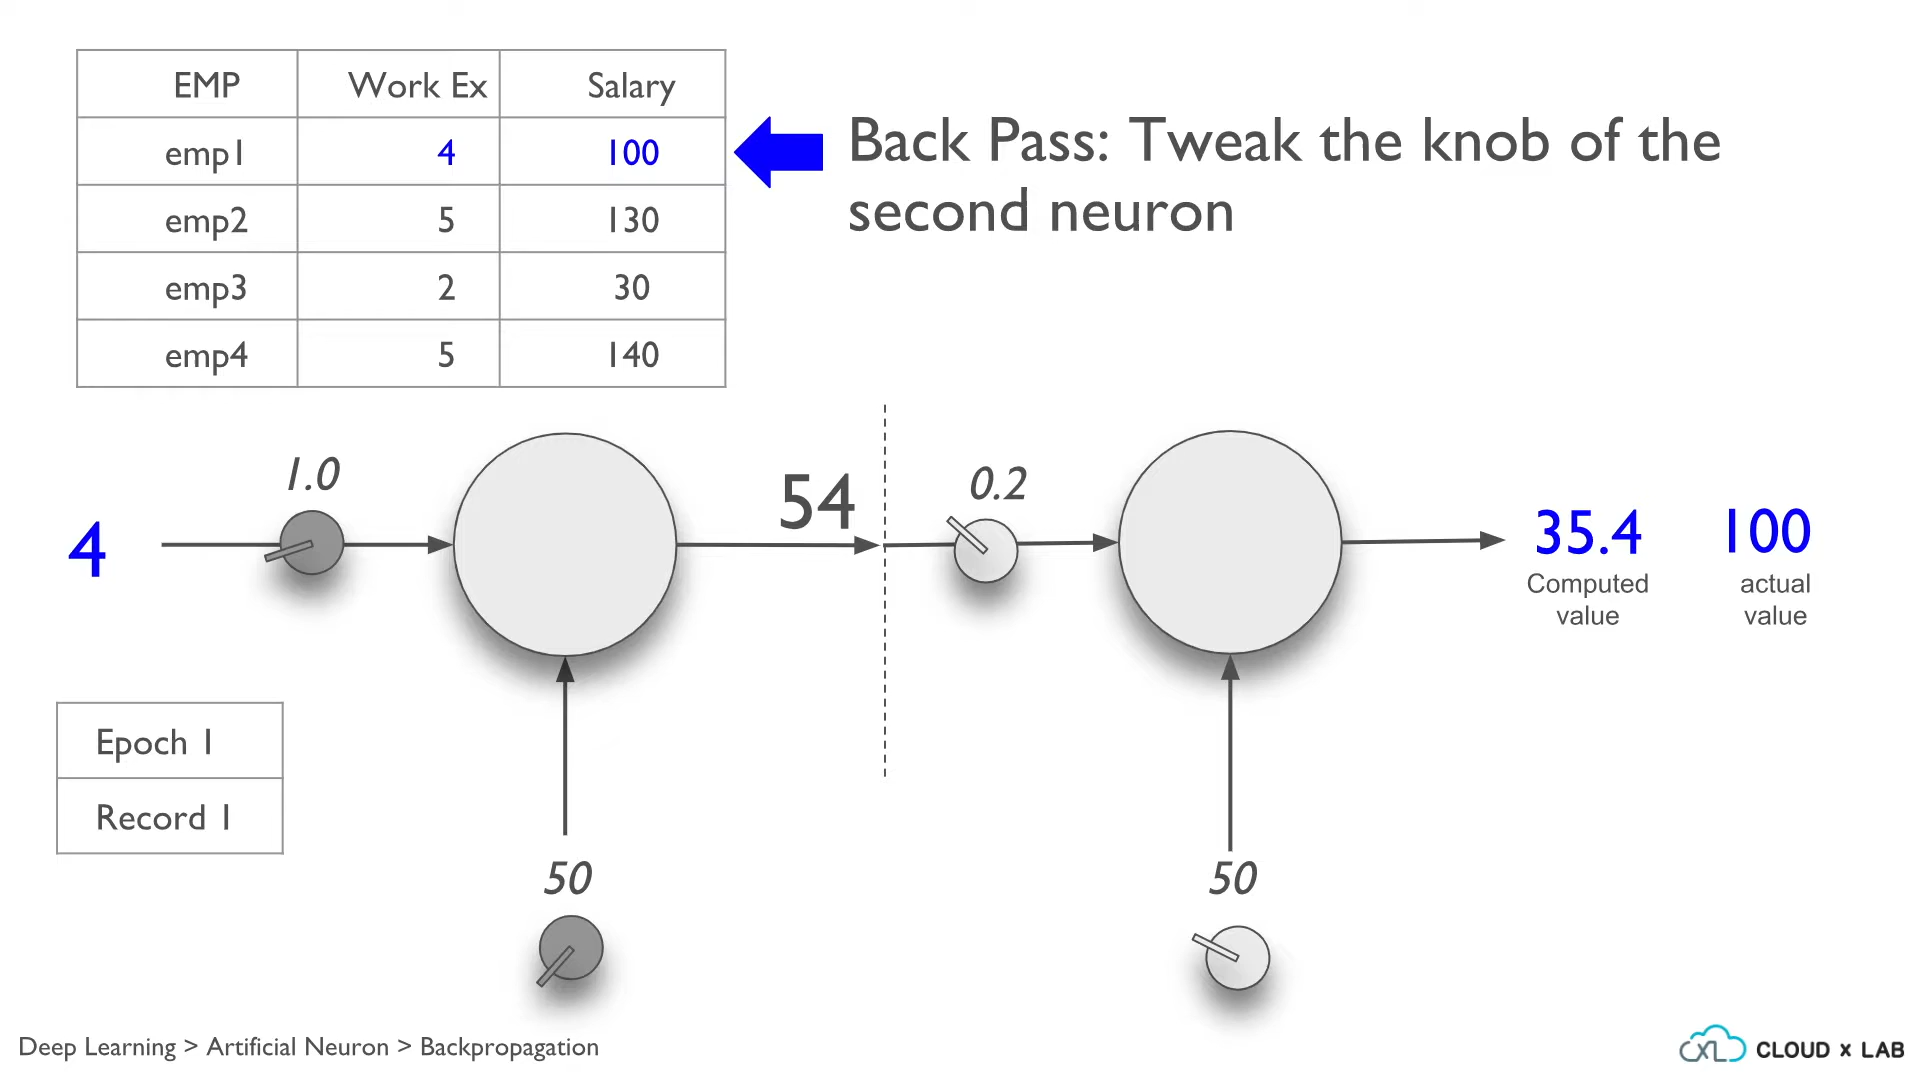 EMP Work Ex Salary
emp1 4 100
emp2 5 130
emp3 2 30
emp4 5 140
Back Pass: Tweak the knob of the
second neuron
1.0
4
54
0.2
35.4
Computed
value
100
actual
value
Epoch 1
Record 1
50
50
Deep Learning > Artificial Neuron > Backpropagation
CXL CLOUD x LAB